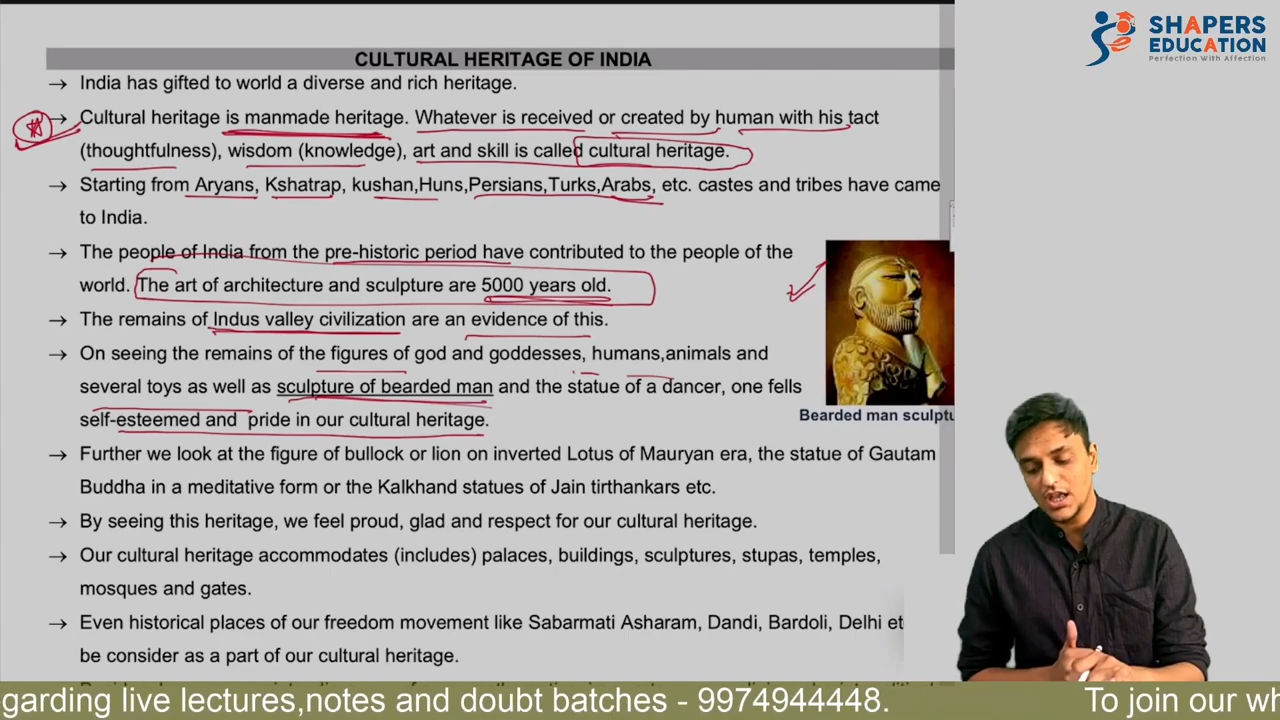 SHAPERS
EDUCATION
Perfection With Affection
CULTURAL HERITAGE OF INDIA
→ India has gifted to world a diverse and rich heritage.
→ Cultural heritage is manmade heritage. Whatever is received or created by human with his tact
(thoughtfulness), wisdom (knowledge), art and skill is called cultural heritage.
→ Starting from Aryans, Kshatrap, kushan,Huns,Persians,Turks,Arabs, etc. castes and tribes have came
to India.
→ The people of India from the pre-historic period have contributed to the people of the
world. The art of architecture and sculpture are 5000 years old.
→ The remains of Indus valley civilization are an evidence of this.
→ On seeing the remains of the figures of god and goddesses, humans,animals and
several toys as well as sculpture of bearded man and the statue of a dancer, one fells
self-esteemed and pride in our cultural heritage.
Bearded man sculptu
→ Further we look at the figure of bullock or lion on inverted Lotus of Mauryan era, the statue of Gautam
Buddha in a meditative form or the Kalkhand statues of Jain tirthankars etc.
→ By seeing this heritage, we feel proud, glad and respect for our cultural heritage.
→ Our cultural heritage accommodates (includes) palaces, buildings, sculptures, stupas, temples,
mosques and gates.
→ Even historical places of our freedom movement like Sabarmati Asharam, Dandi, Bardoli, Delhi et
be consider as a part of our cultural heritage.
garding live lectures,notes and doubt batches - 9974944448. To join our wh